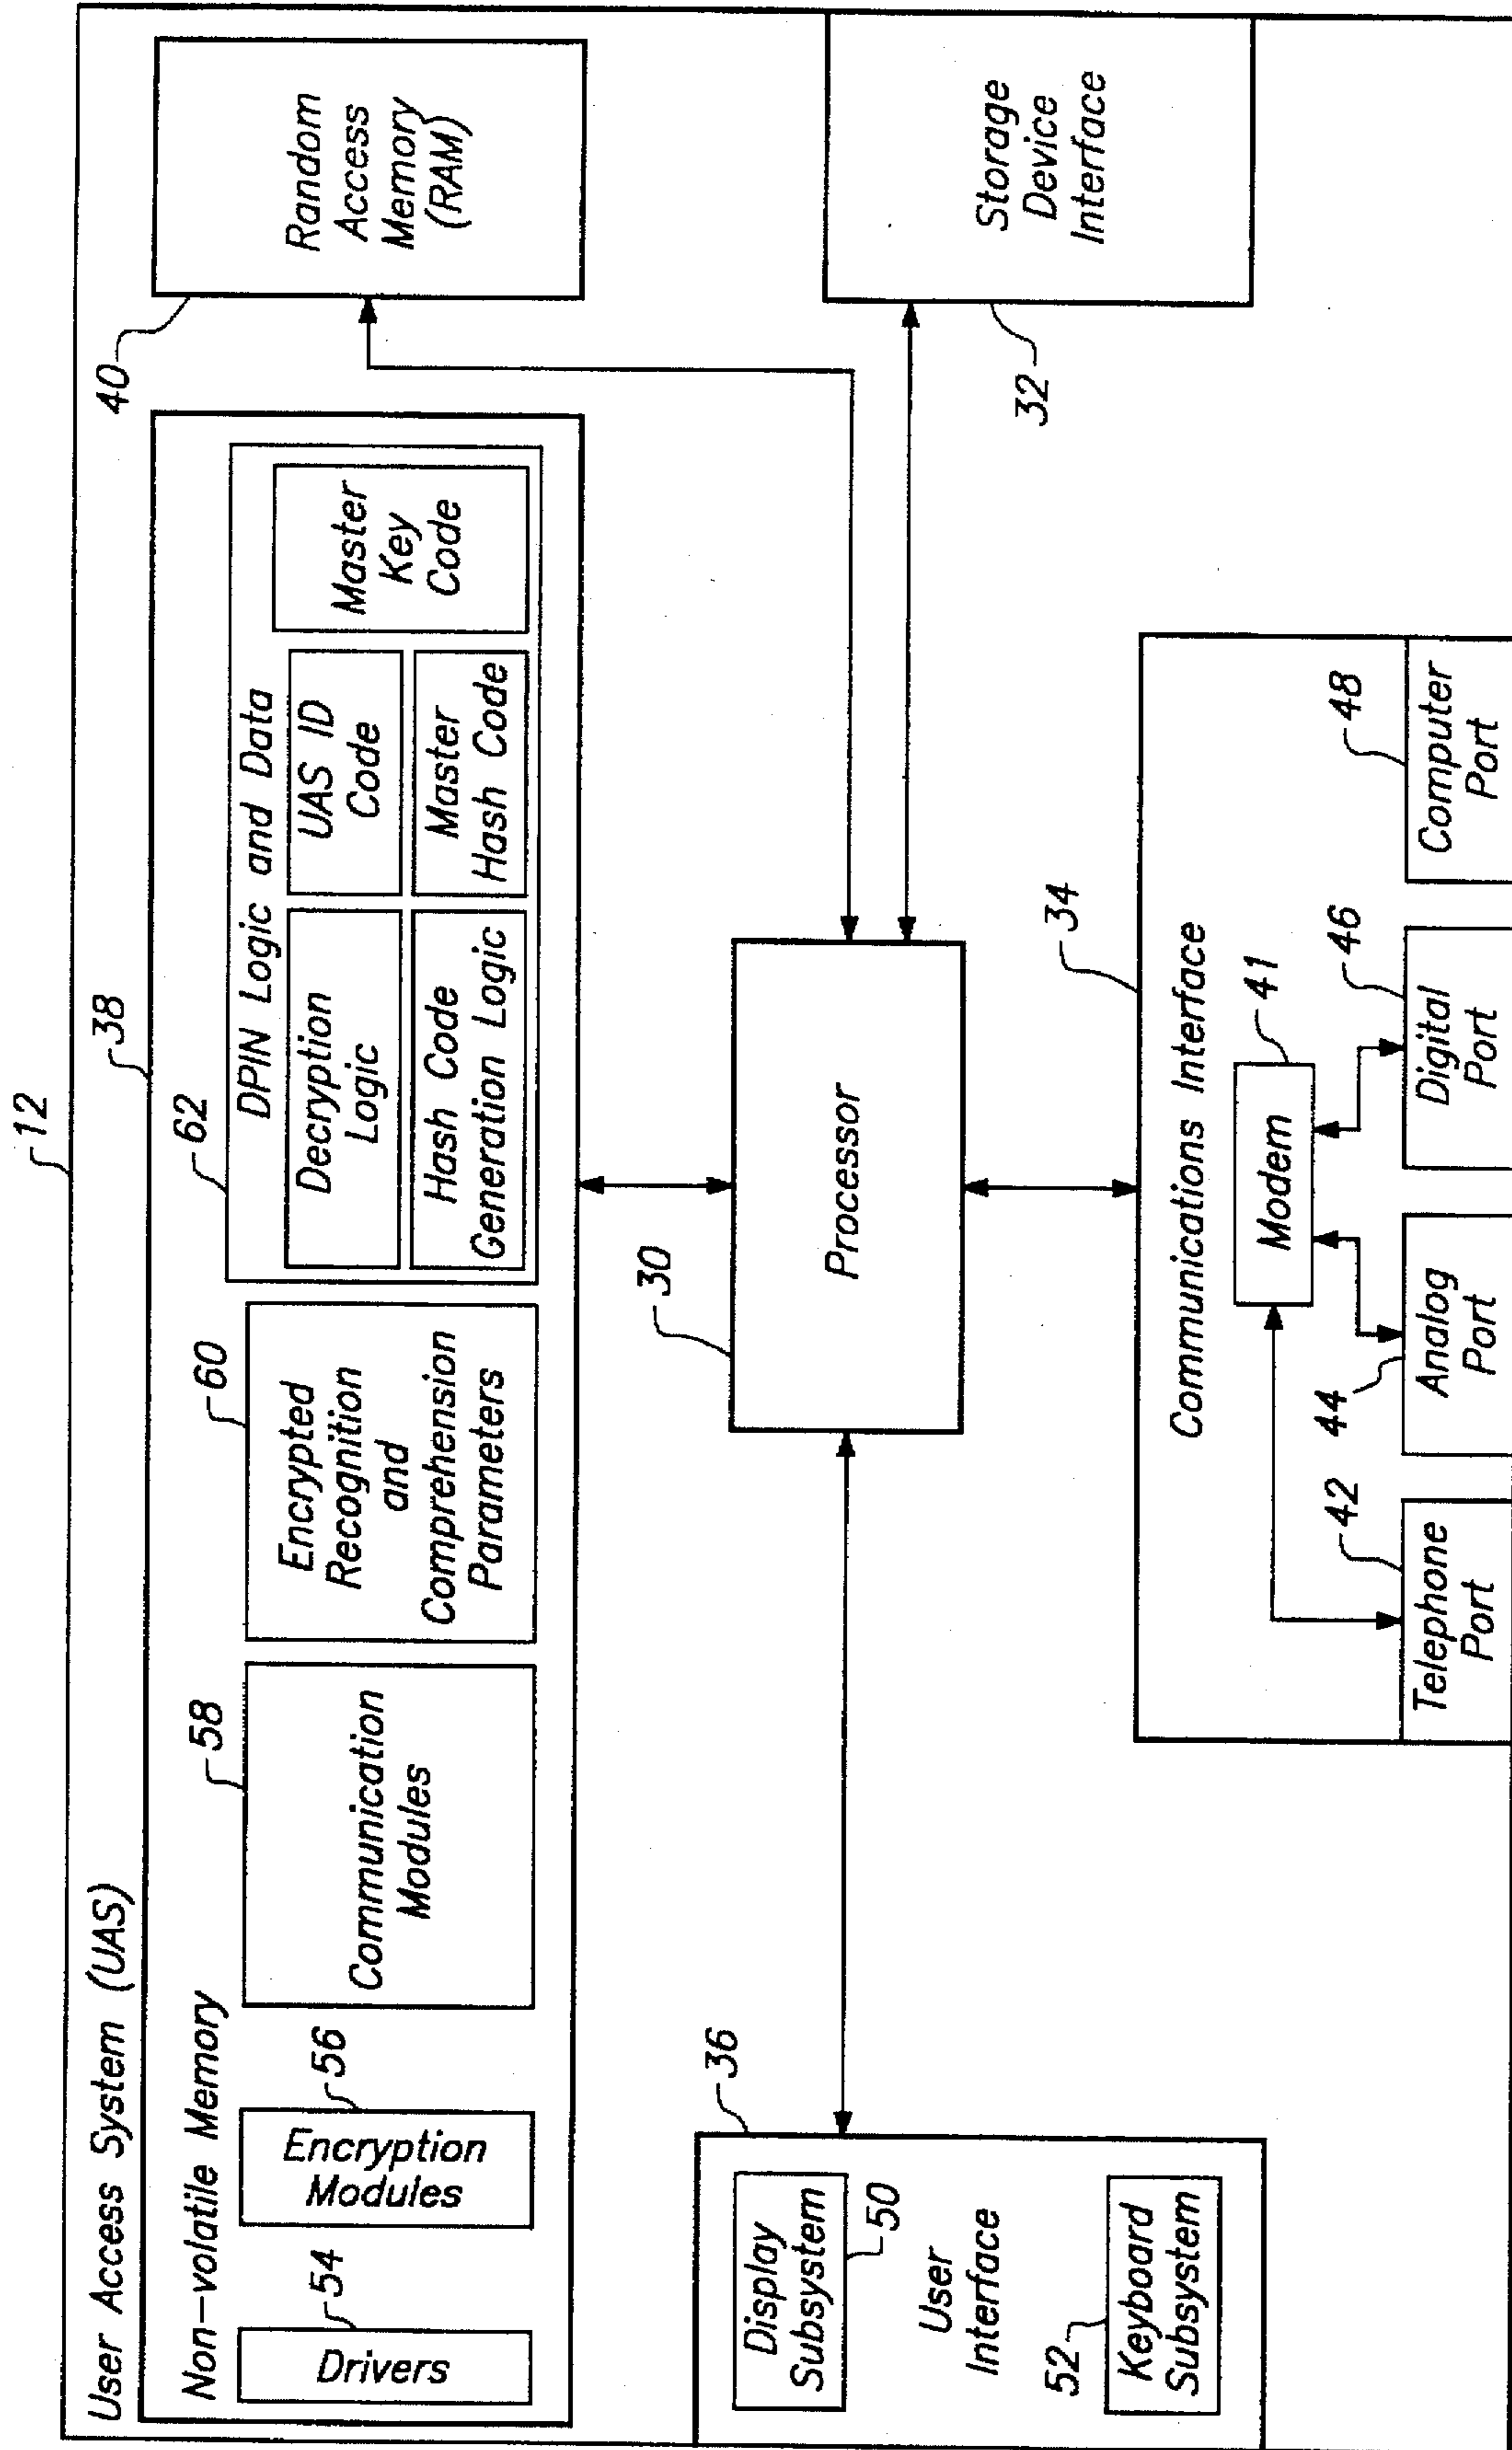 12
User Access System (UAS)
38
Non-volatile Memory
54
Drivers
56
Encryption
Modules
58
Communication
Modules
60
Encrypted
Recognition
and
Comprehension
Parameters
62
DPIN Logic and Data
Decryption
Logic
UAS ID
Code
Hash Code
Generation Logic
Master
Hash Code
Master
Key
Code
40
Random
Access
Memory
(RAM)
30
Processor
36
Display
Subsystem
50
User
Interface
52
Keyboard
Subsystem
32
Storage
Device
Interface
34
Communications Interface
41
Modem
42
Telephone
Port
44
Analog
Port
46
Digital
Port
48
Computer
Port